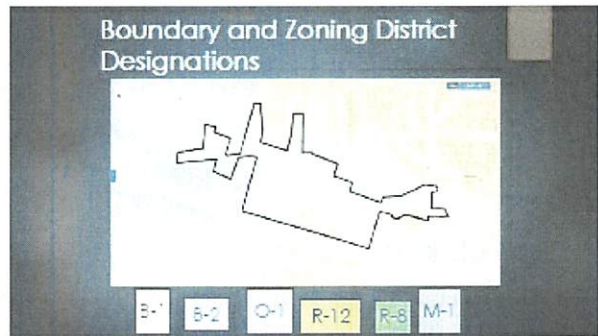 Boundary and Zoning District
Designations
B-1 B-2 O-1 R-12 R-8 M-1